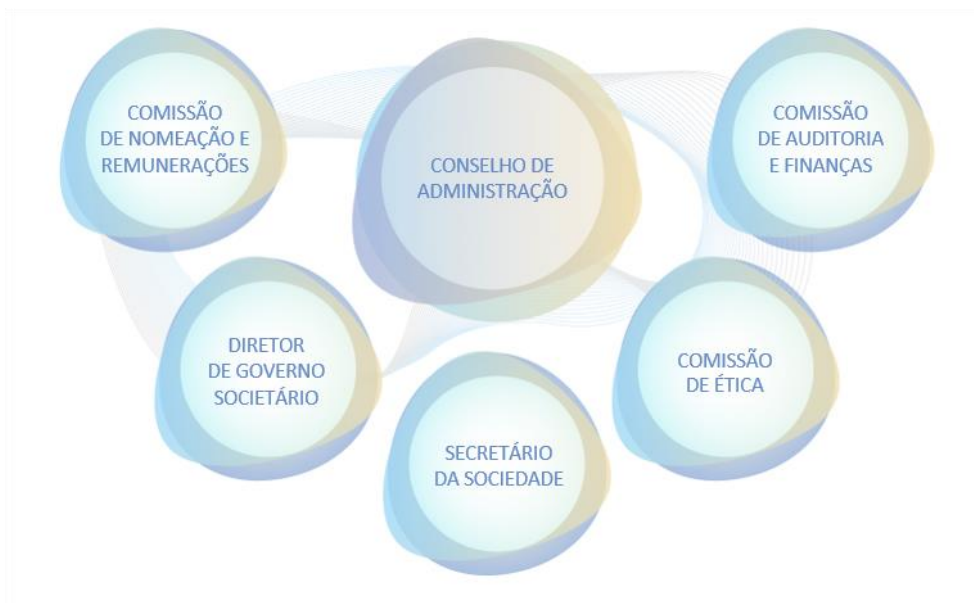 COMISSÃO
DE NOMEAÇÃO E
REMUNERAÇÕES
CONSELHO DE
ADMINISTRAÇÃO
COMISSÃO
DE AUDITORIA
E FINANÇAS
DIRETOR
DE GOVERNO
SOCIETÁRIO
SECRETÁRIO
DA SOCIEDADE
COMISSÃO
DE ÉTICA